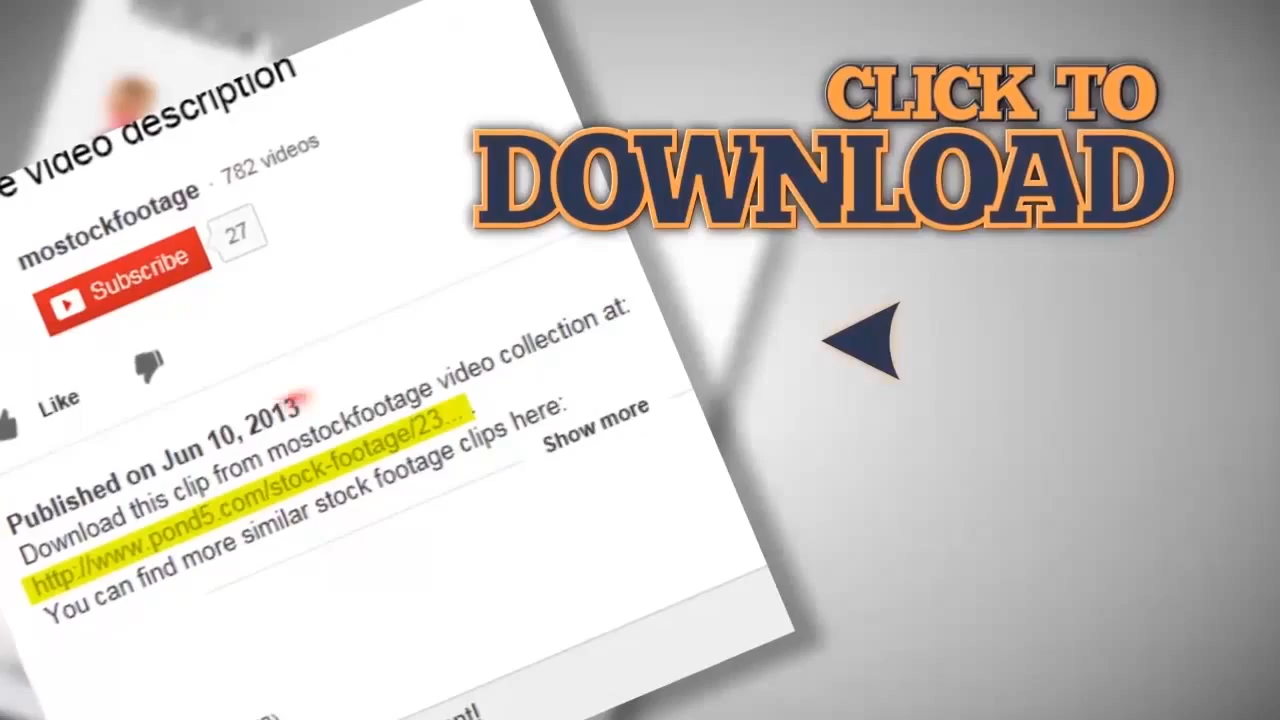 CLICK TO
DOWNLOAD
e video description
mostockfootage · 782 videos
Subscribe
27
Like
Published on Jun 10, 2013
Download this clip from mostockfootage video collection at:
http://www.pond5.com/stock-footage/23... .
You can find more similar stock footage clips here:
Show more